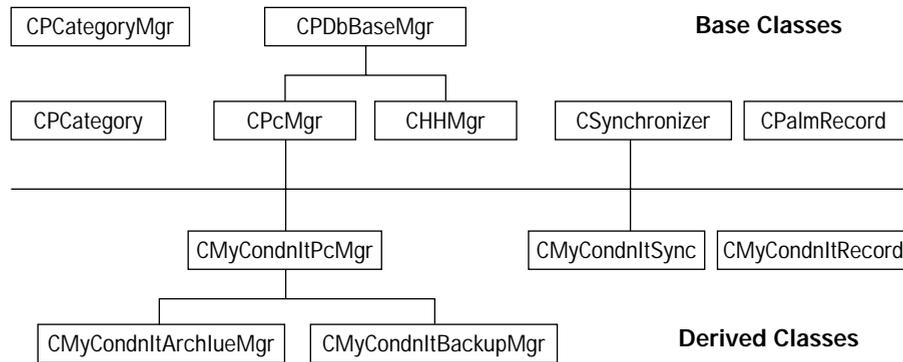 CPCategoryMgr
CPDbBaseMgr
Base Classes
CPCategory
CPcMgr
CHHMgr
CSynchronizer
CPalmRecord
CMyCondnItPcMgr
CMyCondnItSync
CMyCondnItRecord
CMyCondnItArchIueMgr
CMyCondnItBackupMgr
Derived Classes